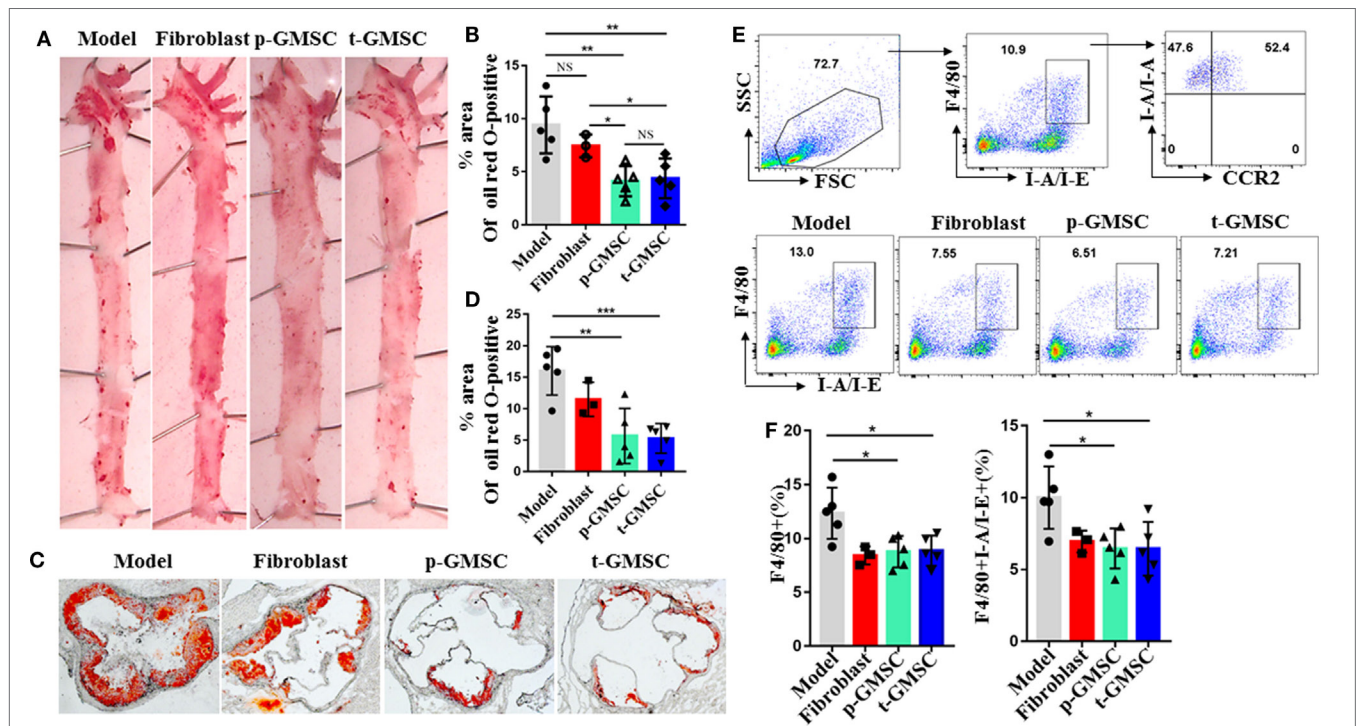 A
Model Fibroblast p-GMSC t-GMSC
B
**
**
NS
*
*
NS
% area
Of oil red O-positive
15
10
5
0
Model
Fibroblast
p-GMSC
t-GMSC
C
Model Fibroblast p-GMSC t-GMSC
D
***
**
% area
Of oil red O-positive
25
20
15
10
5
0
Model
Fibroblast
p-GMSC
t-GMSC
E
72.7
SSC
FSC
10.9
F4/80
I-A/I-E
47.6 52.4
I-A/I-A
0 0
CCR2
Model Fibroblast p-GMSC t-GMSC
13.0 7.55 6.51 7.21
F4/80
I-A/I-E
F
*
*
F4/80+(%)
20
15
10
5
0
Model
Fibroblast
p-GMSC
t-GMSC
*
*
F4/80+I-A/I-E+(%)
15
10
5
0
Model
Fibroblast
p-GMSC
t-GMSC